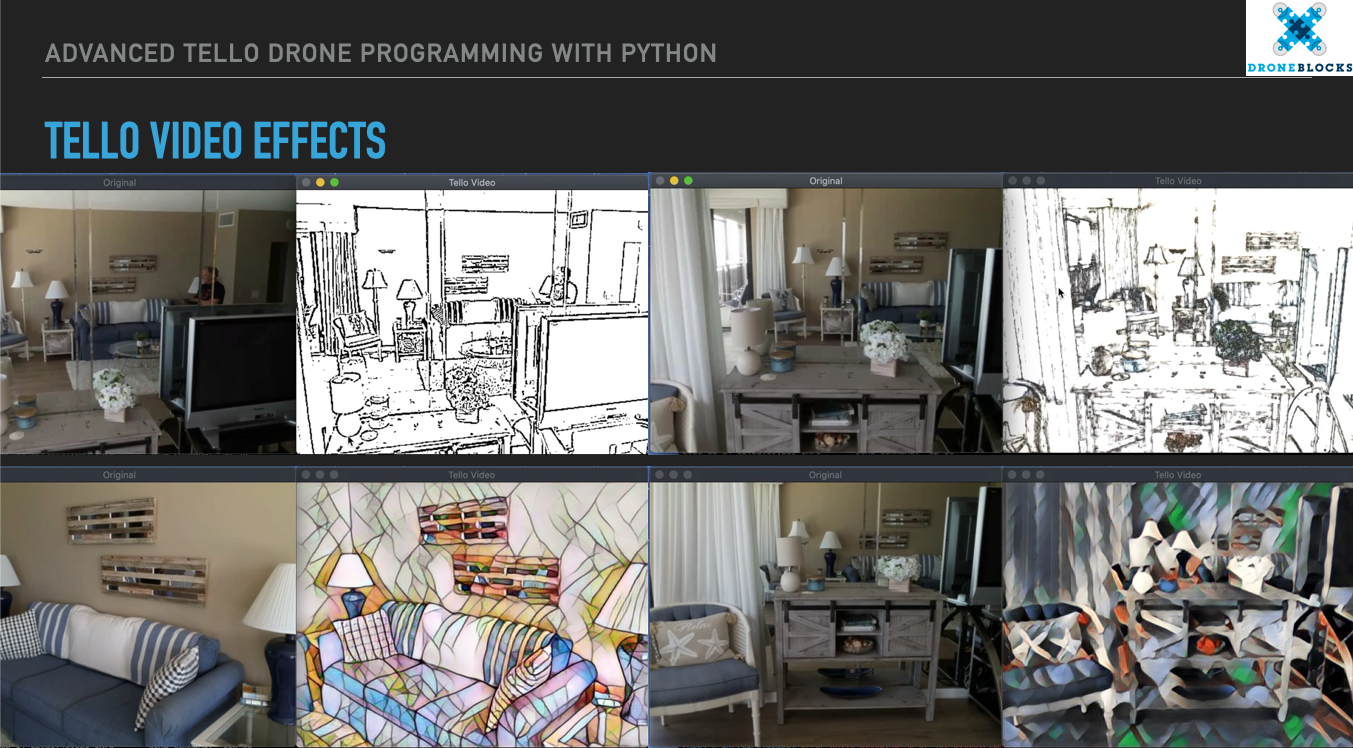 ADVANCED TELLO DRONE PROGRAMMING WITH PYTHON
DRONEBLOCKS
TELLO VIDEO EFFECTS
Original
Tello Video
Original
Tello Video
Original
Tello Video
Original
Tello Video
Relax